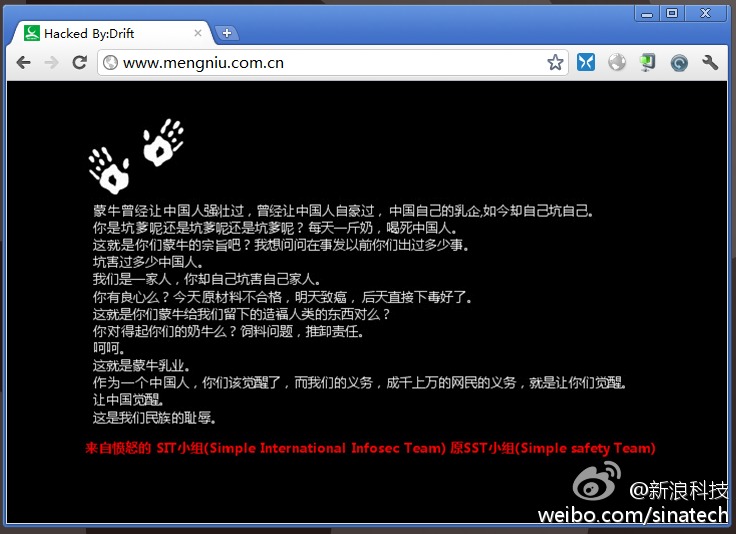 Hacked By:Drift
www.mengniu.com.cn
蒙牛曾经让中国人强壮过，曾经让中国人自豪过，中国自己的乳企,如今却自己坑自己。
你是坑爹呢还是坑爹呢还是坑爹呢？每天一斤奶，喝死中国人。
这就是你们蒙牛的宗旨吧？我想问问在事发以前你们出过多少事。
坑害过多少中国人。
我们是一家人，你却自己坑害自己家人。
你有良心么？今天原材料不合格，明天致癌，后天直接下毒好了。
这就是你们蒙牛给我们留下的造福人类的东西对么？
你对得起你们的奶牛么？饲料问题，推卸责任。
呵呵。
这就是蒙牛乳业。
作为一个中国人，你们该觉醒了，而我们的义务，成千上万的网民的义务，就是让你们觉醒。
让中国觉醒。
这是我们民族的耻辱。
来自愤怒的 SIT小组(Simple International Infosec Team) 原SST小组(Simple safety Team)
@新浪科技
weibo.com/sinatech